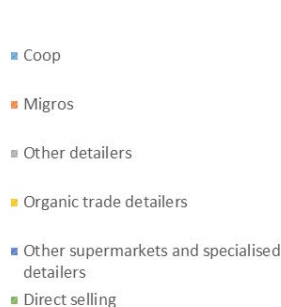 Coop
Migros
Other detailers
Organic trade detailers
Other supermarkets and specialised
detailers
Direct selling